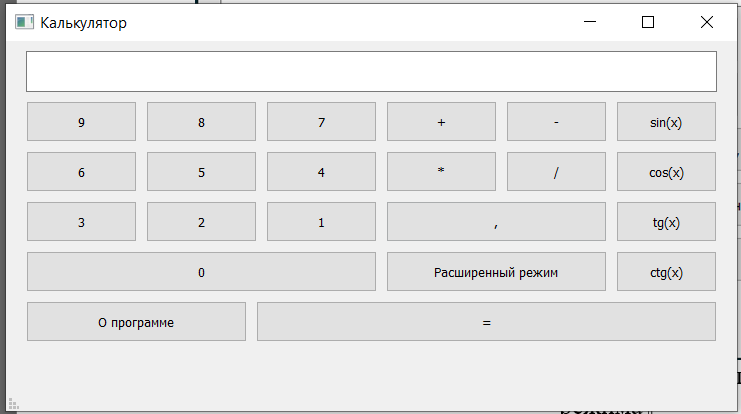 Калькулятор
9 8 7 + - sin(x)
6 5 4 * / cos(x)
3 2 1 , tg(x)
0 Расширенный режим ctg(x)
О программе =